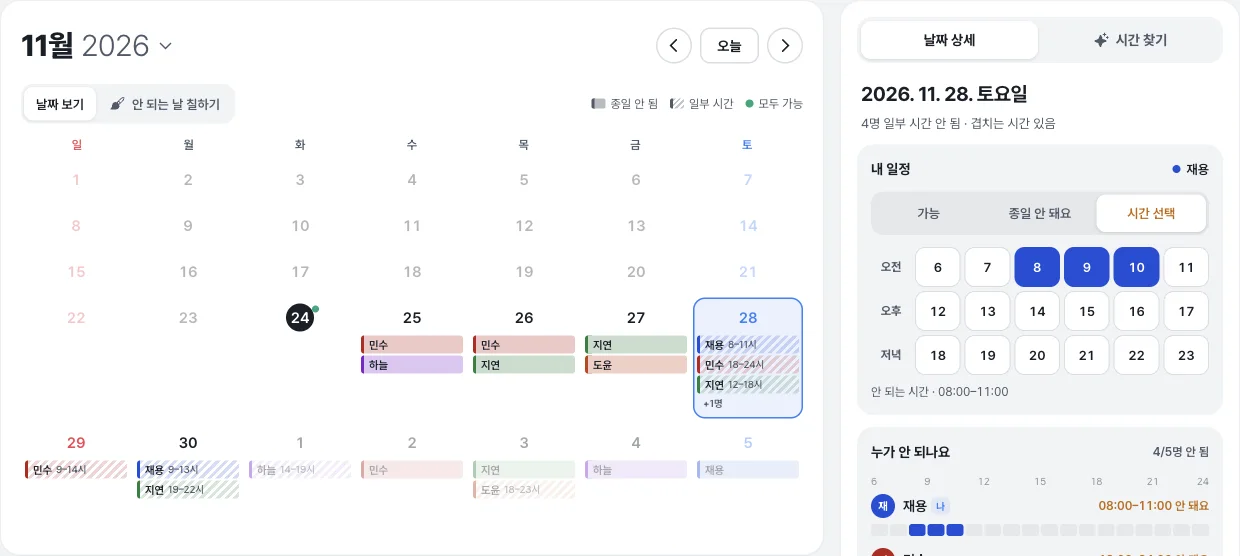 11월 2026
오늘
날짜 보기
안 되는 날 칠하기
종일 안 됨
일부 시간
모두 가능
일 월 화 수 목 금 토
1 2 3 4 5 6 7
8 9 10 11 12 13 14
15 16 17 18 19 20 21
22 23 24 25 26 27 28
민수 민수 지연 재용 8–11시
하늘 지연 도윤 민수 18–24시
지연 12–18시
+1명
29 30 1 2 3 4 5
민수 9–14시 재용 9–13시 하늘 14–19시 민수 지연 하늘 재용
지연 19–22시 도윤 18–23시
날짜 상세
시간 찾기
2026. 11. 28. 토요일
4명 일부 시간 안 됨 · 겹치는 시간 있음
내 일정
재용
가능
종일 안 돼요
시간 선택
오전 6 7 8 9 10 11
오후 12 13 14 15 16 17
저녁 18 19 20 21 22 23
안 되는 시간 · 08:00–11:00
누가 안 되나요
4/5명 안 됨
6 9 12 15 18 21 24
재 재용 나 08:00–11:00 안 돼요